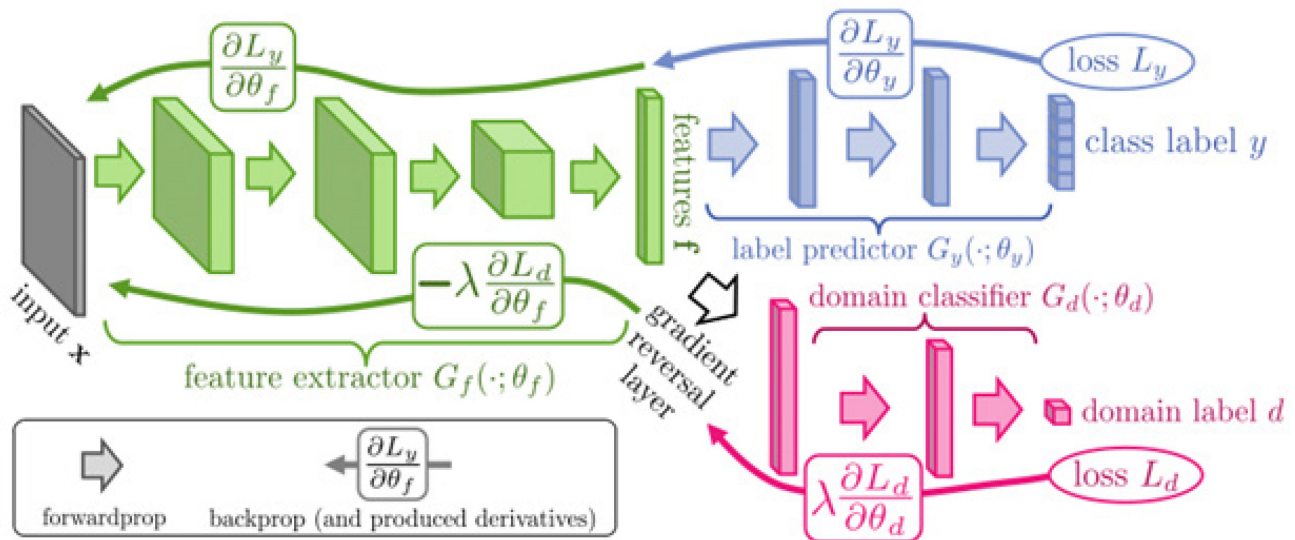 ∂L_y/∂θ_f
∂L_y/∂θ_y
loss L_y
features f
class label y
label predictor G_y(·; θ_y)
input x
−λ ∂L_d/∂θ_f
feature extractor G_f(·; θ_f)
gradient
reversal
layer
domain classifier G_d(·; θ_d)
domain label d
loss L_d
λ ∂L_d/∂θ_d
∂L_y/∂θ_f
forwardprop
backprop (and produced derivatives)